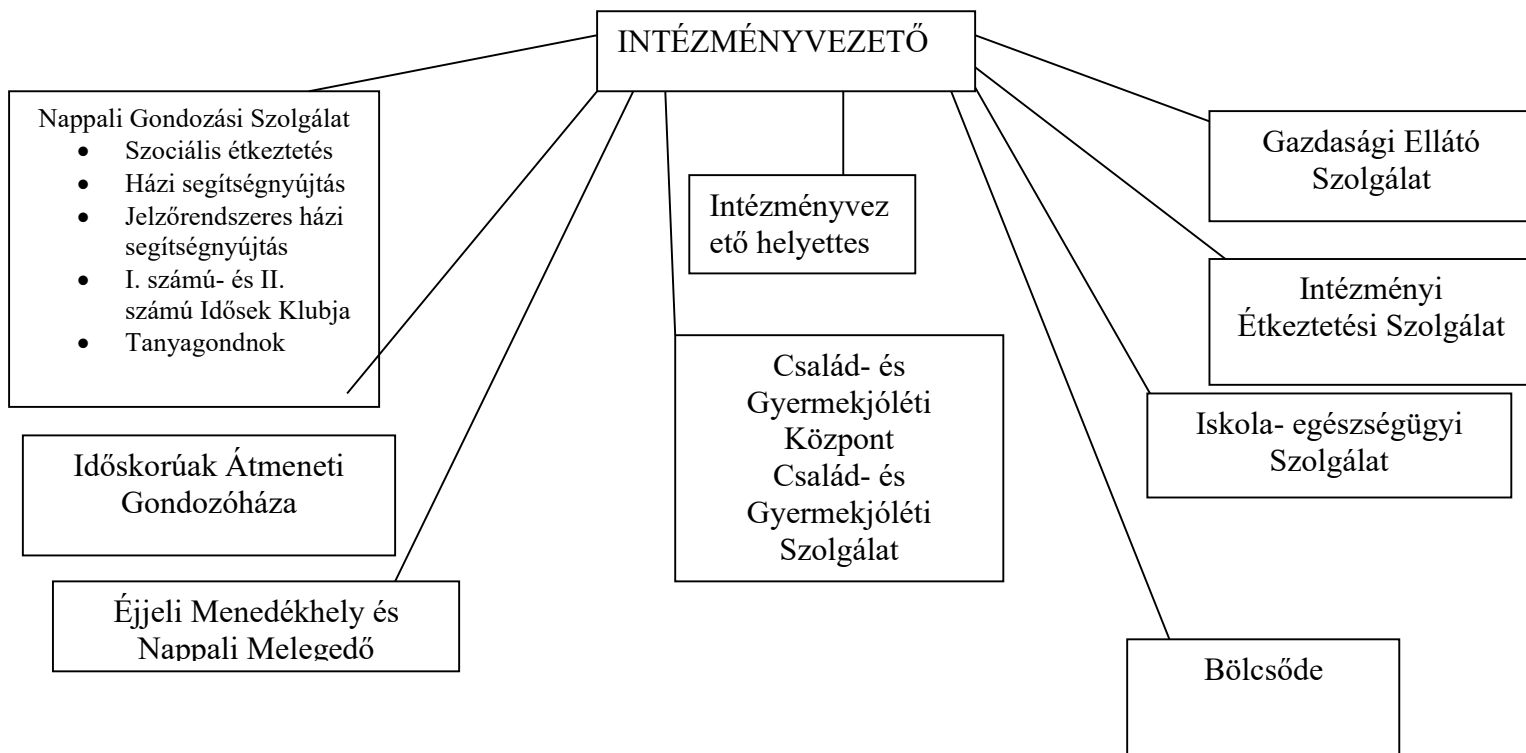 INTÉZMÉNYVEZETŐ
Nappali Gondozási Szolgálat
• Szociális étkeztetés
• Házi segítségnyújtás
• Jelzőrendszeres házi
segítségnyújtás
• I. számú- és II.
számú Idősek Klubja
• Tanyagondnok
Időskorúak Átmeneti
Gondozóháza
Éjjeli Menedékhely és
Nappali Melegedő
Intézményvez
ető helyettes
Család- és
Gyermekjóléti
Központ
Család- és
Gyermekjóléti
Szolgálat
Gazdasági Ellátó
Szolgálat
Intézményi
Étkeztetési Szolgálat
Iskola- egészségügyi
Szolgálat
Bölcsőde